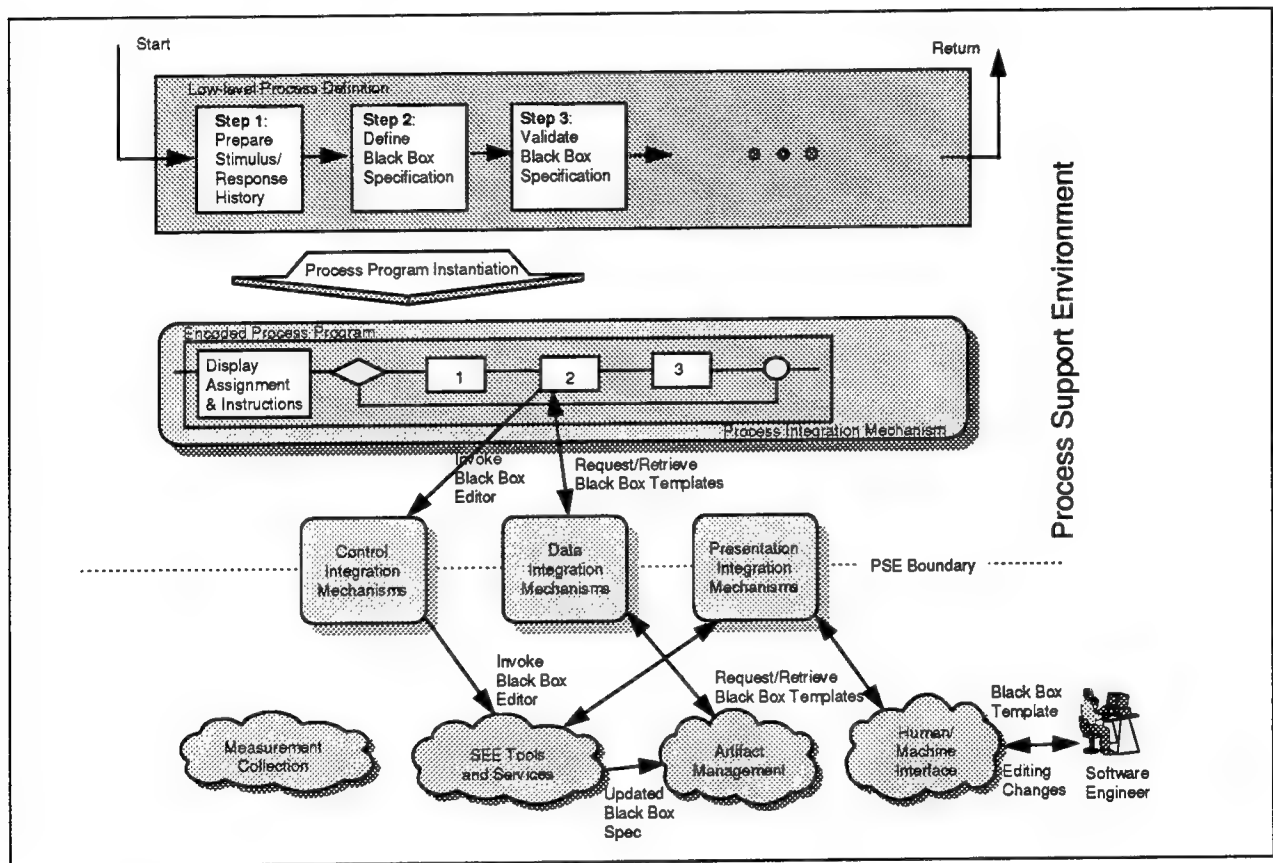 Start
Return
Low-level Process Definition
Step 1:
Prepare
Stimulus/
Response
History
Step 2:
Define
Black Box
Specification
Step 3:
Validate
Black Box
Specification
Process Support Environment
Process Program Instantiation
Encoded Process Program
Display
Assignment
& Instructions
1
2
3
Process Integration Mechanism
Invoke
Black Box
Editor
Request/Retrieve
Black Box Templates
Control
Integration
Mechanisms
Data
Integration
Mechanisms
Presentation
Integration
Mechanisms
PSE Boundary
Invoke
Black Box
Editor
Request/Retrieve
Black Box Templates
Black Box
Template
Measurement
Collection
SEE Tools
and Services
Artifact
Management
Human/
Machine
Interface
Editing
Changes
Software
Engineer
Updated
Black Box
Spec